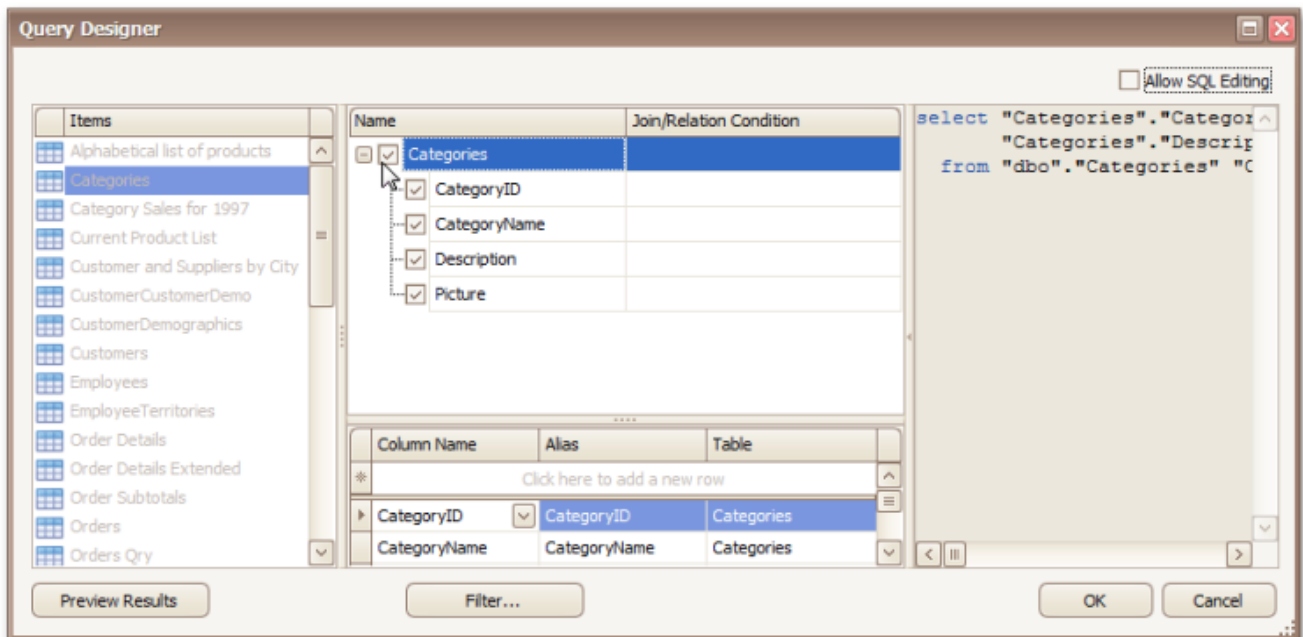 Query Designer
Allow SQL Editing
Items
Alphabetical list of products
Categories
Category Sales for 1997
Current Product List
Customer and Suppliers by City
CustomerCustomerDemo
CustomerDemographics
Customers
Employees
EmployeeTerritories
Order Details
Order Details Extended
Order Subtotals
Orders
Orders Qry
Name Join/Relation Condition
Categories
CategoryID
CategoryName
Description
Picture
Column Name Alias Table
Click here to add a new row
CategoryID CategoryID Categories
CategoryName CategoryName Categories
select "Categories"."Categor
"Categories"."Descrip
from "dbo"."Categories" "C
Preview Results
Filter...
OK
Cancel